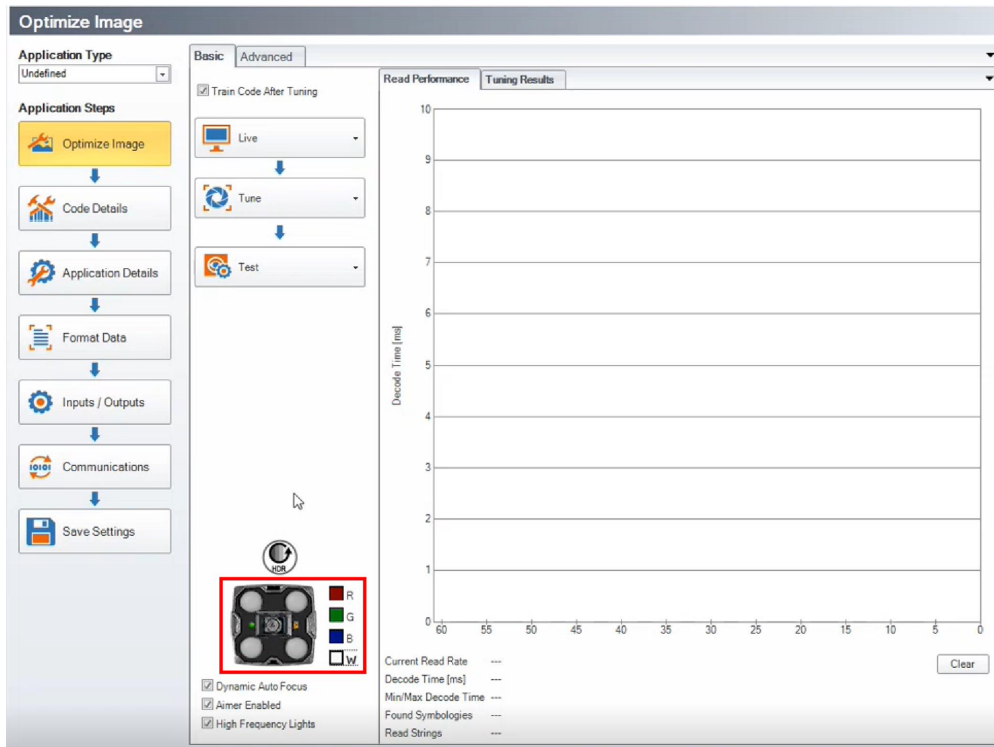 Optimize Image
Application Type
Undefined
Application Steps
Optimize Image
Code Details
Application Details
Format Data
Inputs / Outputs
Communications
Save Settings
Basic
Advanced
Train Code After Tuning
Live
Tune
Test
HDR
R
G
B
W
Dynamic Auto Focus
Aimer Enabled
High Frequency Lights
Read Performance
Tuning Results
10
9
8
7
6
5
4
3
2
1
0
Decode Time [ms]
60 55 50 45 40 35 30 25 20 15 10 5 0
Current Read Rate ---
Decode Time [ms] ---
Min/Max Decode Time ---
Found Symbologies ---
Read Strings ---
Clear